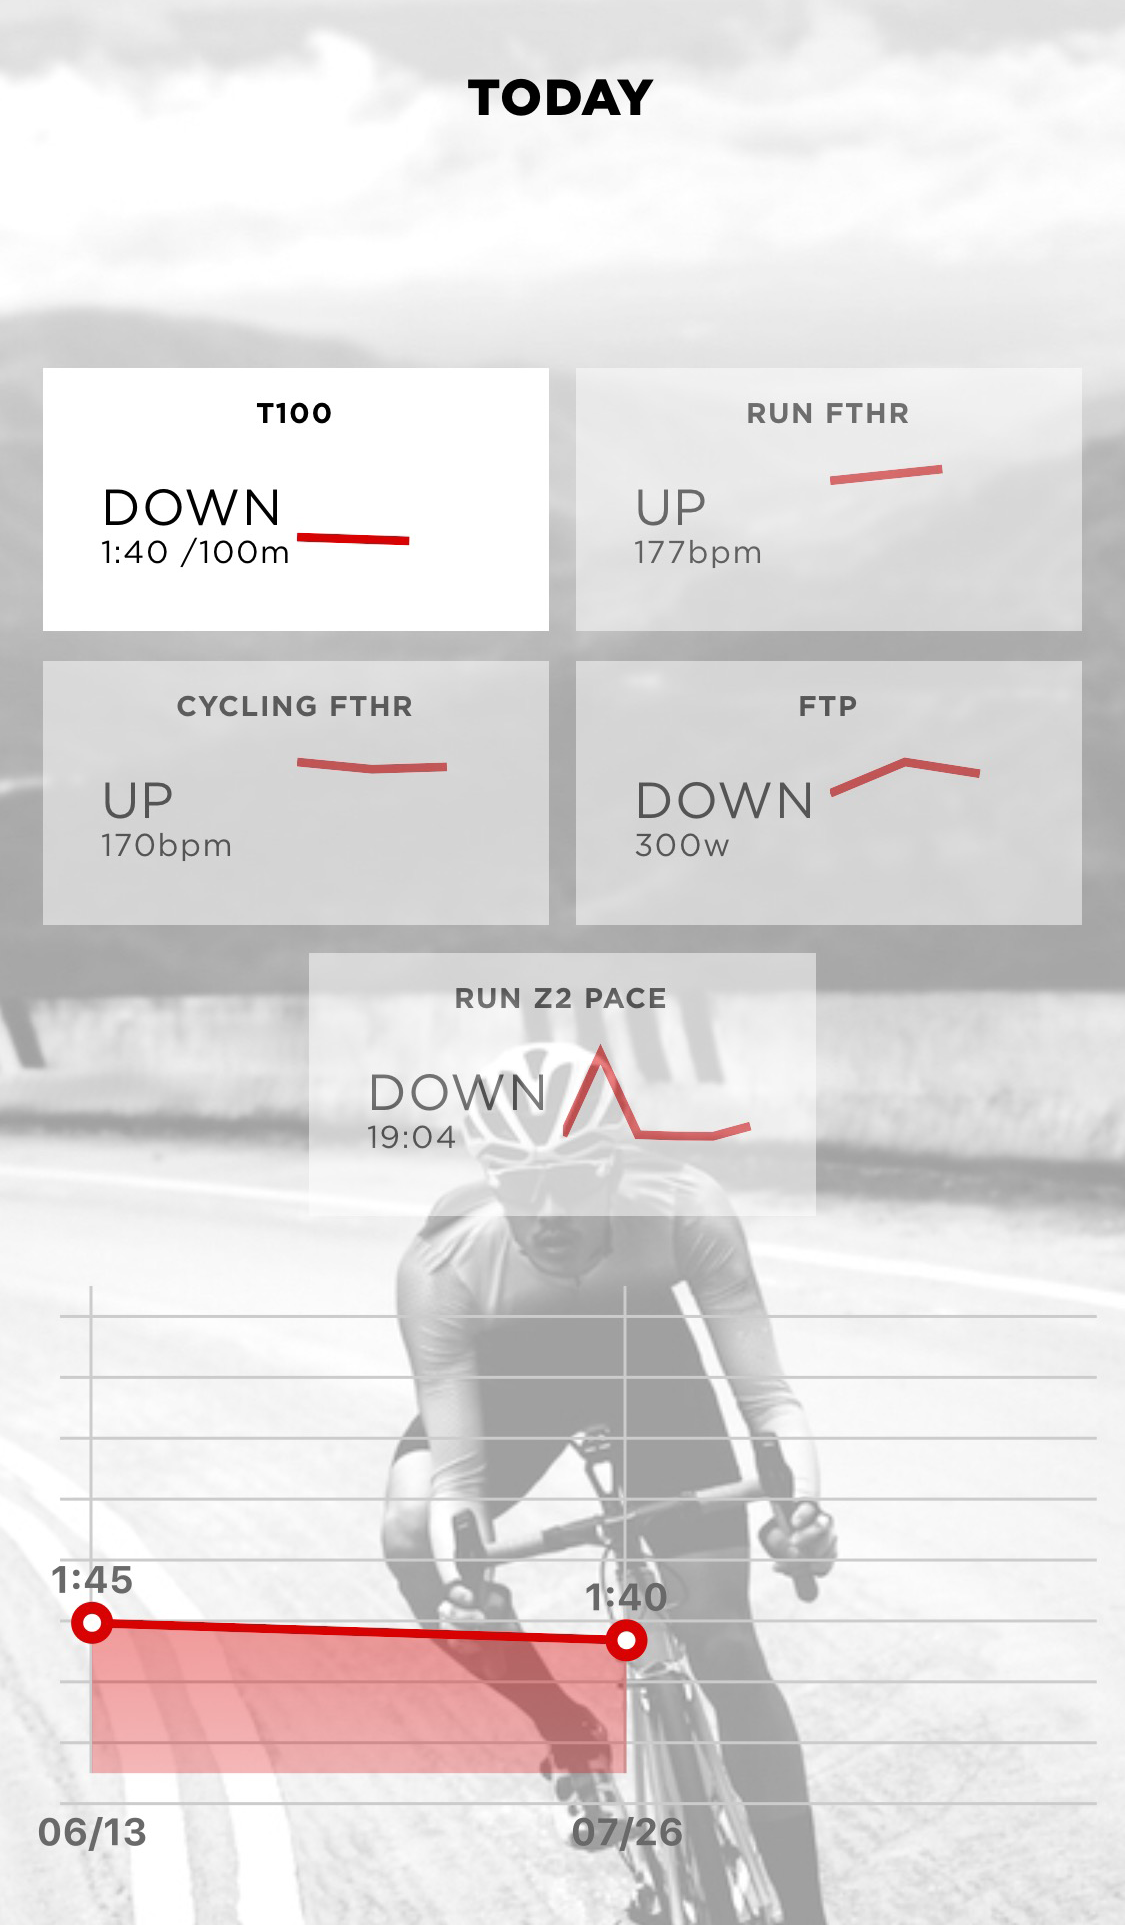 TODAY
T100
DOWN
1:40 /100m
RUN FTHR
UP
177bpm
CYCLING FTHR
UP
170bpm
FTP
DOWN
300w
RUN Z2 PACE
DOWN
19:04
1:45
1:40
06/13
07/26